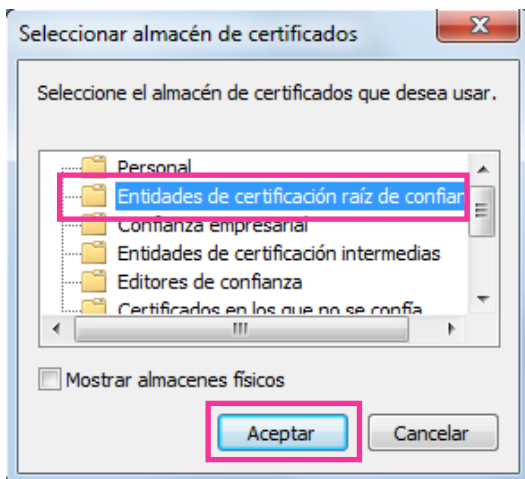 Seleccionar almacén de certificados
Seleccione el almacén de certificados que desea usar.
Personal
Entidades de certificación raíz de confian
Confianza empresarial
Entidades de certificación intermedias
Editores de confianza
Certificados en los que no se confía
Mostrar almacenes físicos
Aceptar
Cancelar